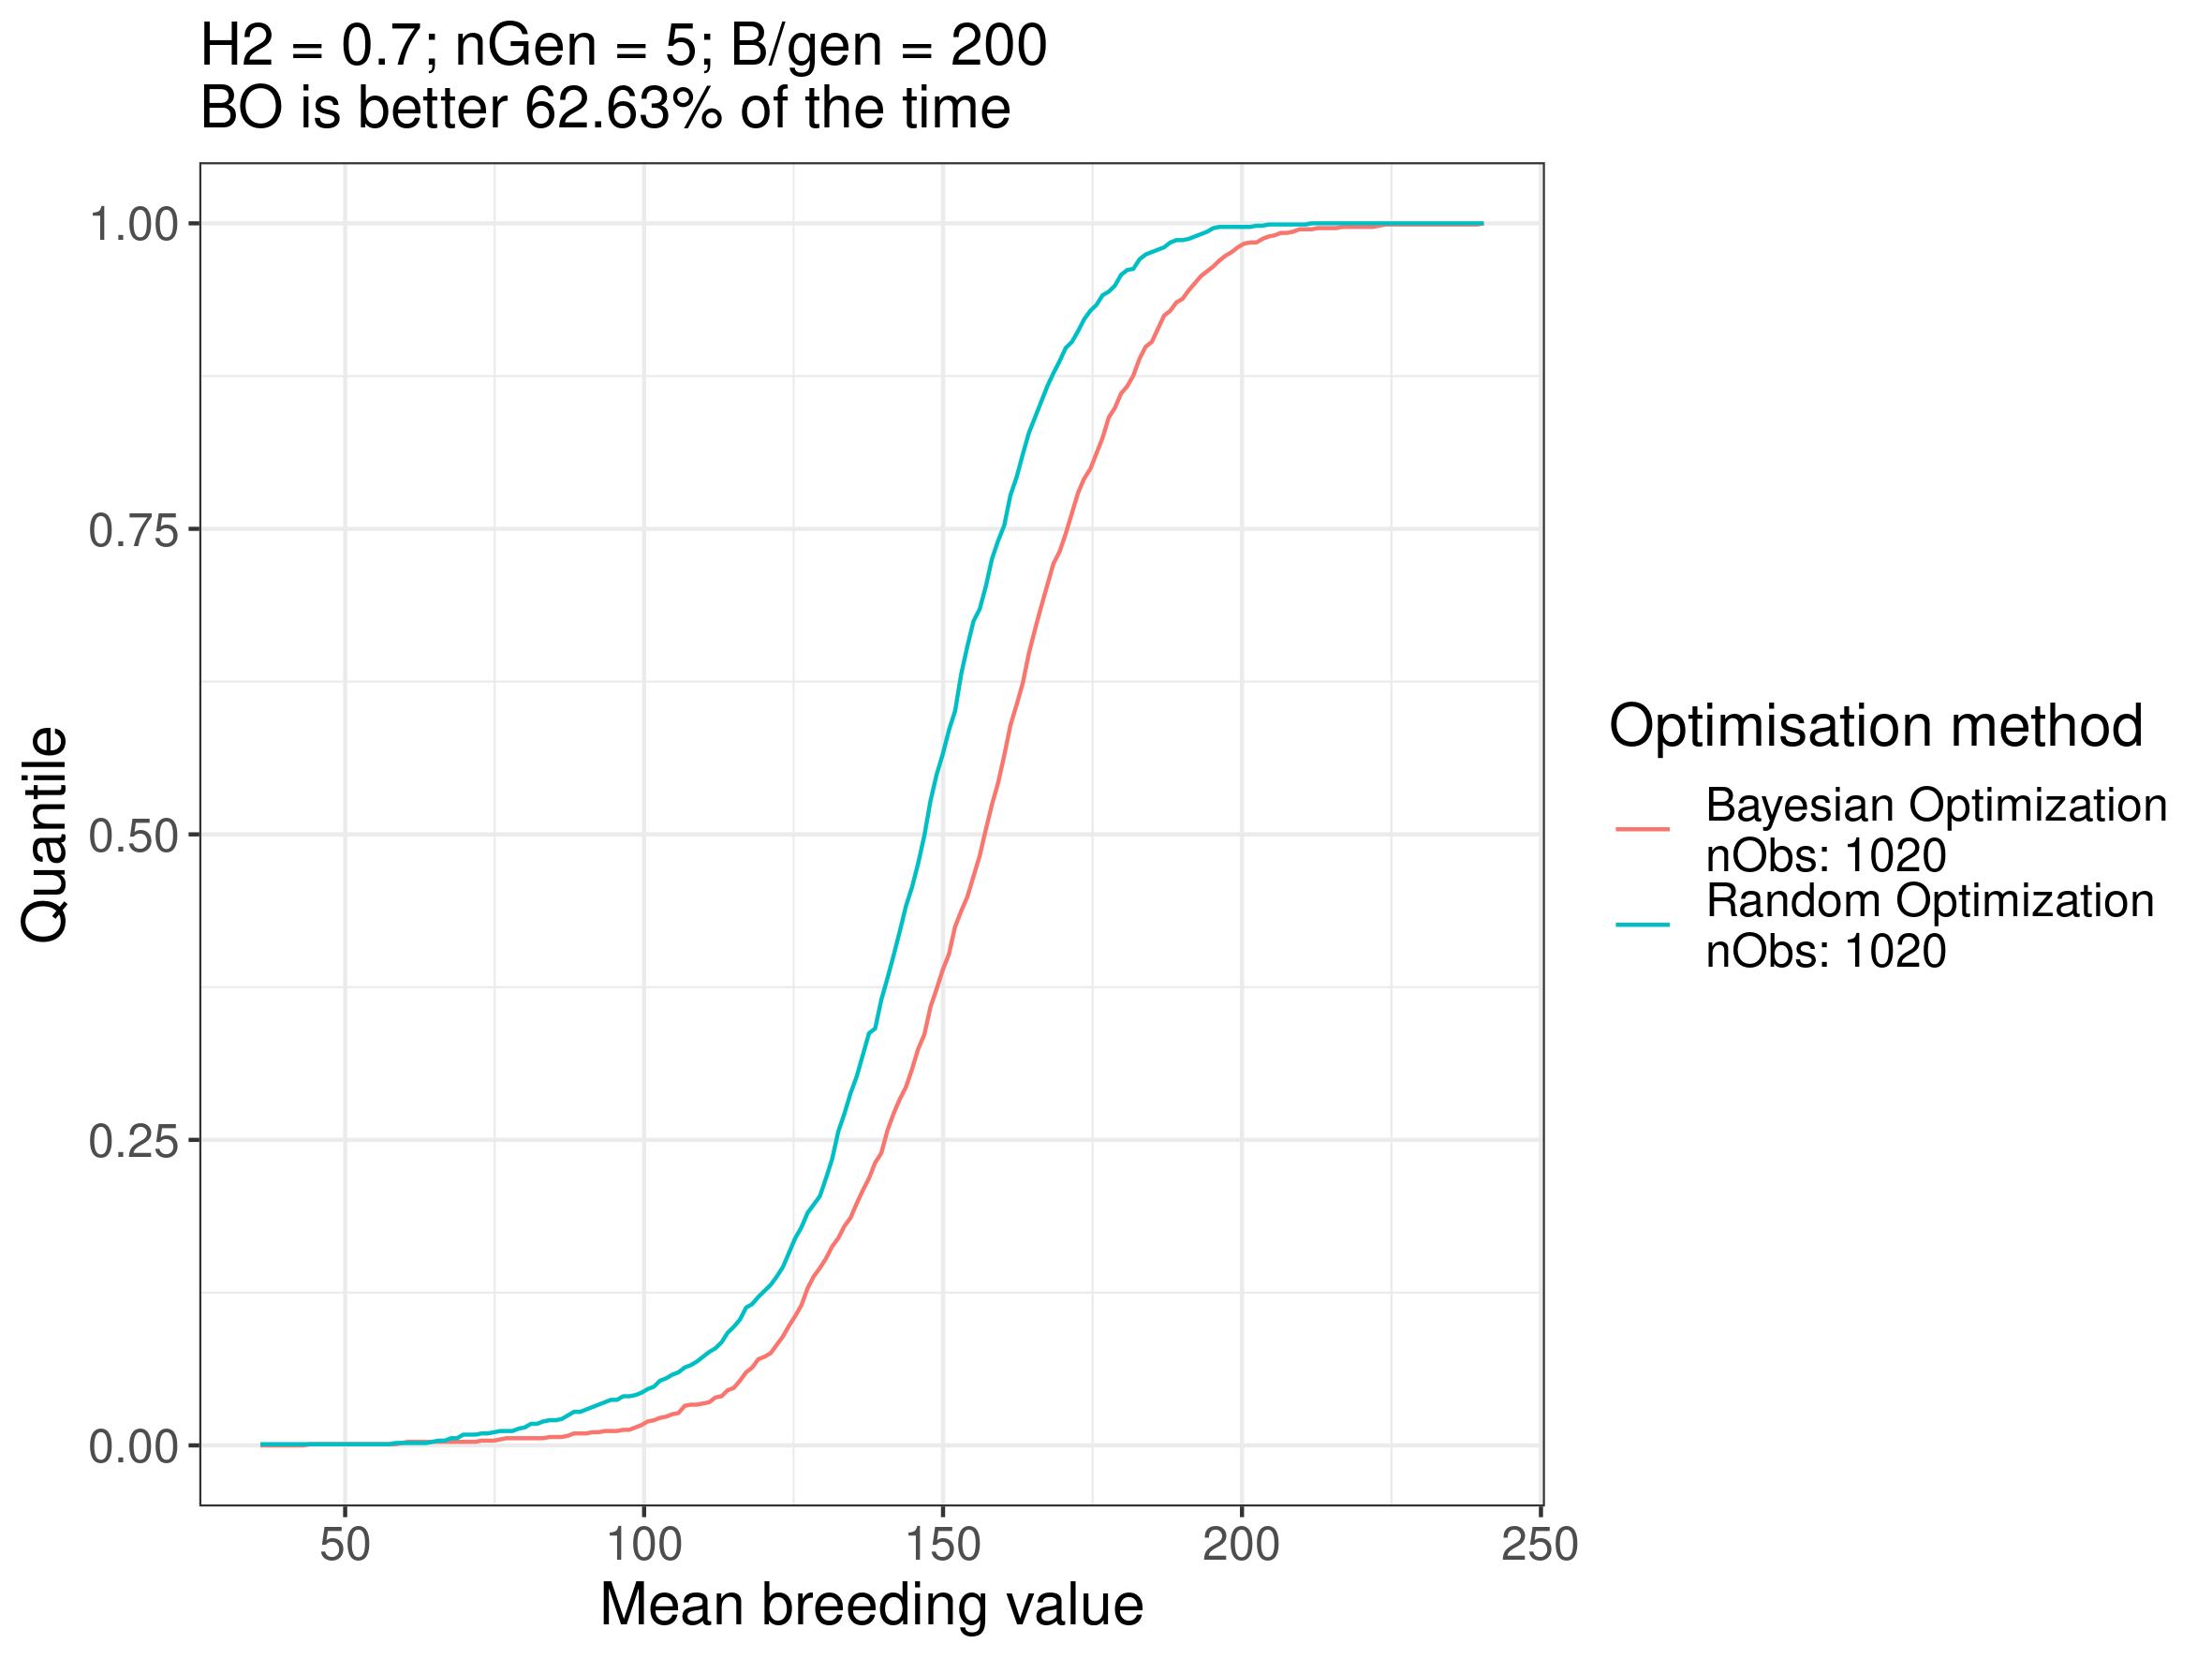 H2 = 0.7; nGen = 5; B/gen = 200
BO is better 62.63% of the time
1.00
0.75
0.50
0.25
0.00
Quantile
50
100
150
200
250
Mean breeding value
Optimisation method
Bayesian Optimization
nObs: 1020
Random Optimization
nObs: 1020